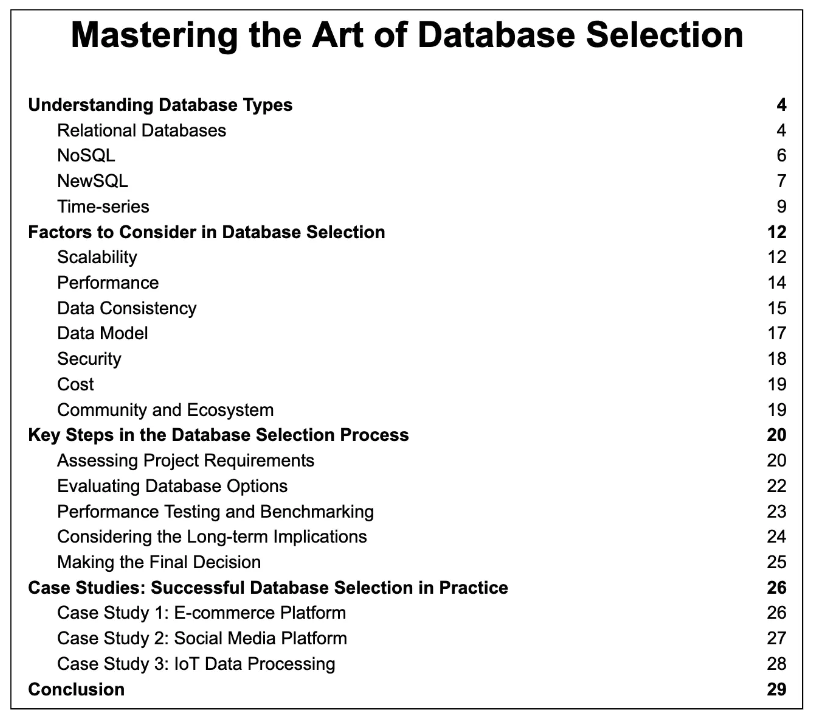 Mastering the Art of Database Selection
Understanding Database Types 4
Relational Databases 4
NoSQL 6
NewSQL 7
Time-series 9
Factors to Consider in Database Selection 12
Scalability 12
Performance 14
Data Consistency 15
Data Model 17
Security 18
Cost 19
Community and Ecosystem 19
Key Steps in the Database Selection Process 20
Assessing Project Requirements 20
Evaluating Database Options 22
Performance Testing and Benchmarking 23
Considering the Long-term Implications 24
Making the Final Decision 25
Case Studies: Successful Database Selection in Practice 26
Case Study 1: E-commerce Platform 26
Case Study 2: Social Media Platform 27
Case Study 3: IoT Data Processing 28
Conclusion 29